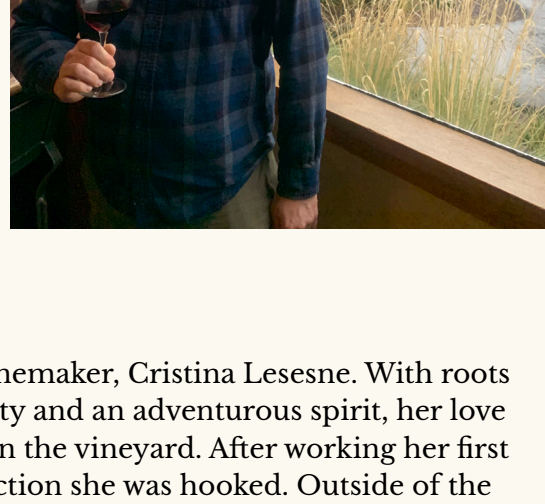 nemaker, Cristina Lesesne. With roots
ty and an adventurous spirit, her love
n the vineyard. After working her first
ction she was hooked. Outside of the